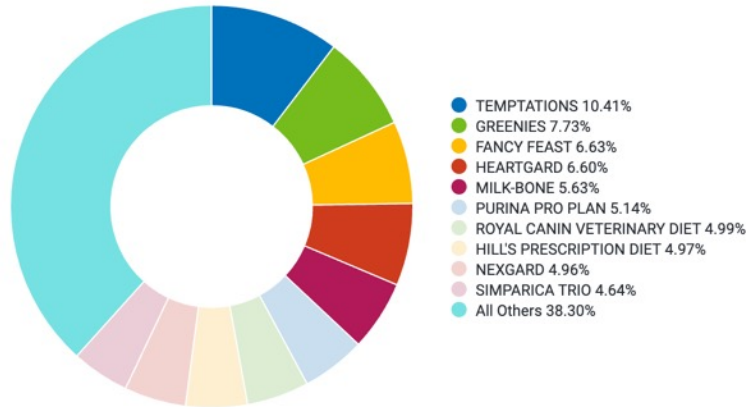 TEMPTATIONS 10.41%
GREENIES 7.73%
FANCY FEAST 6.63%
HEARTGARD 6.60%
MILK-BONE 5.63%
PURINA PRO PLAN 5.14%
ROYAL CANIN VETERINARY DIET 4.99%
HILL'S PRESCRIPTION DIET 4.97%
NEXGARD 4.96%
SIMPARICA TRIO 4.64%
All Others 38.30%